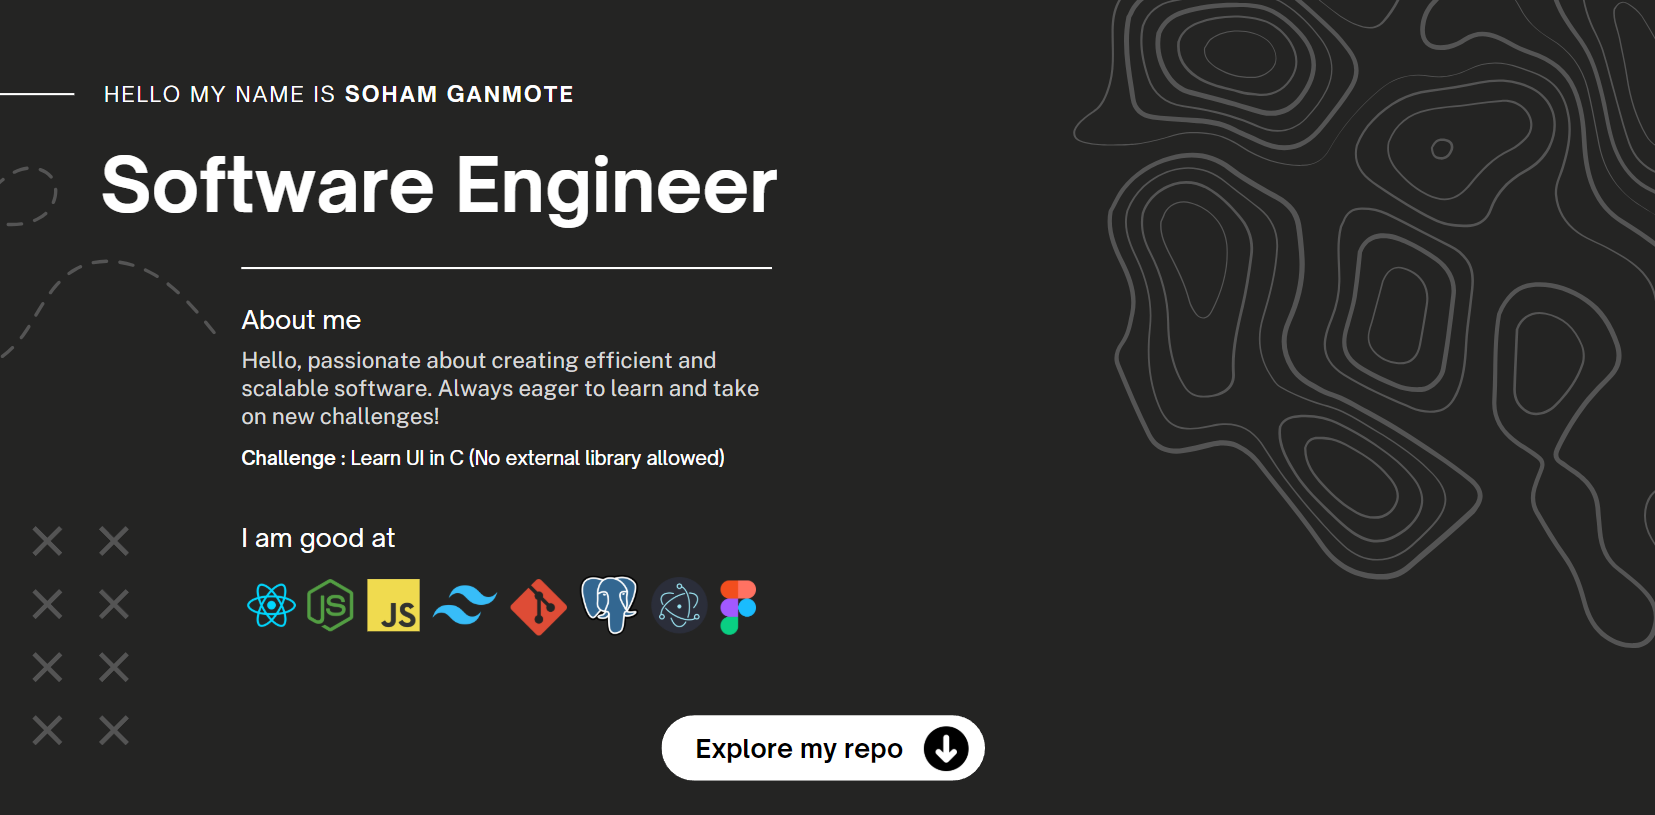 HELLO MY NAME IS SOHAM GANMOTE
Software Engineer
About me
Hello, passionate about creating efficient and
scalable software. Always eager to learn and take
on new challenges!
Challenge : Learn UI in C (No external library allowed)
I am good at
JS
JS
Explore my repo